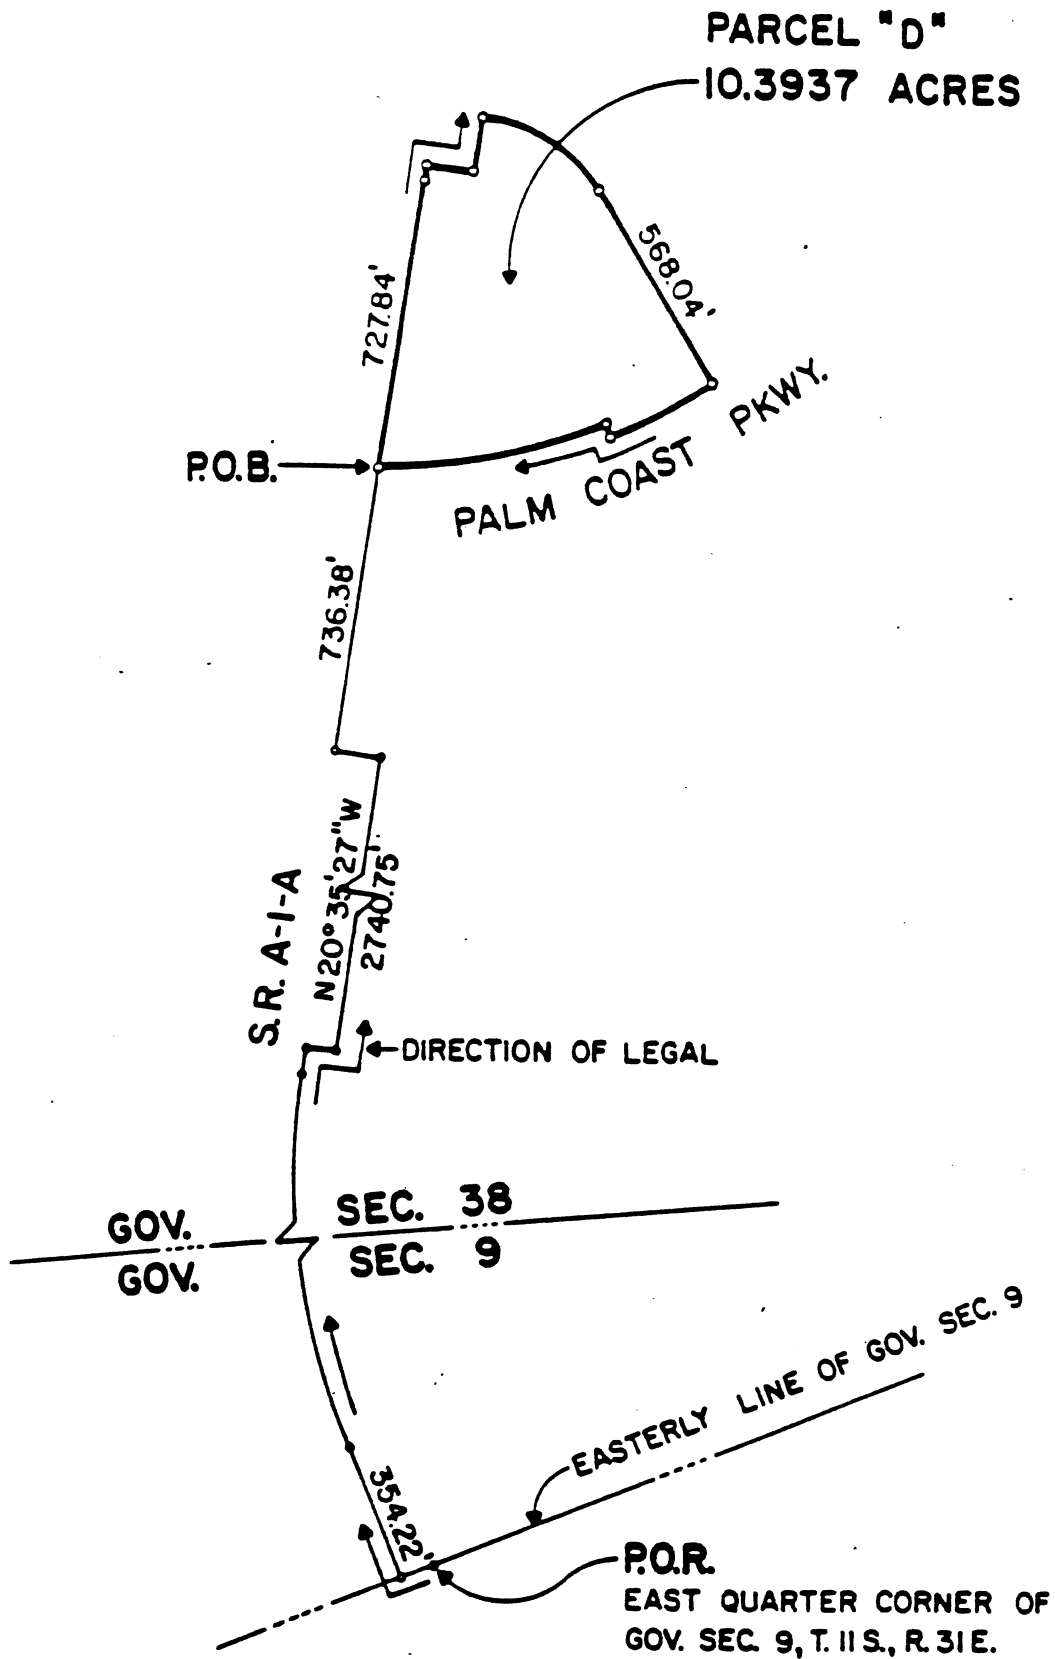 PARCEL "D"
10.3937 ACRES
727.84'
568.04'
P.O.B.
PALM COAST PKWY.
736.38'
N20°35'27"W
2740.75'
S.R. A-1-A
DIRECTION OF LEGAL
GOV. SEC. 38
GOV. SEC. 9
EASTERLY LINE OF GOV. SEC. 9
354.22'
P.O.R.
EAST QUARTER CORNER OF
GOV. SEC. 9, T. 11 S., R. 31 E.